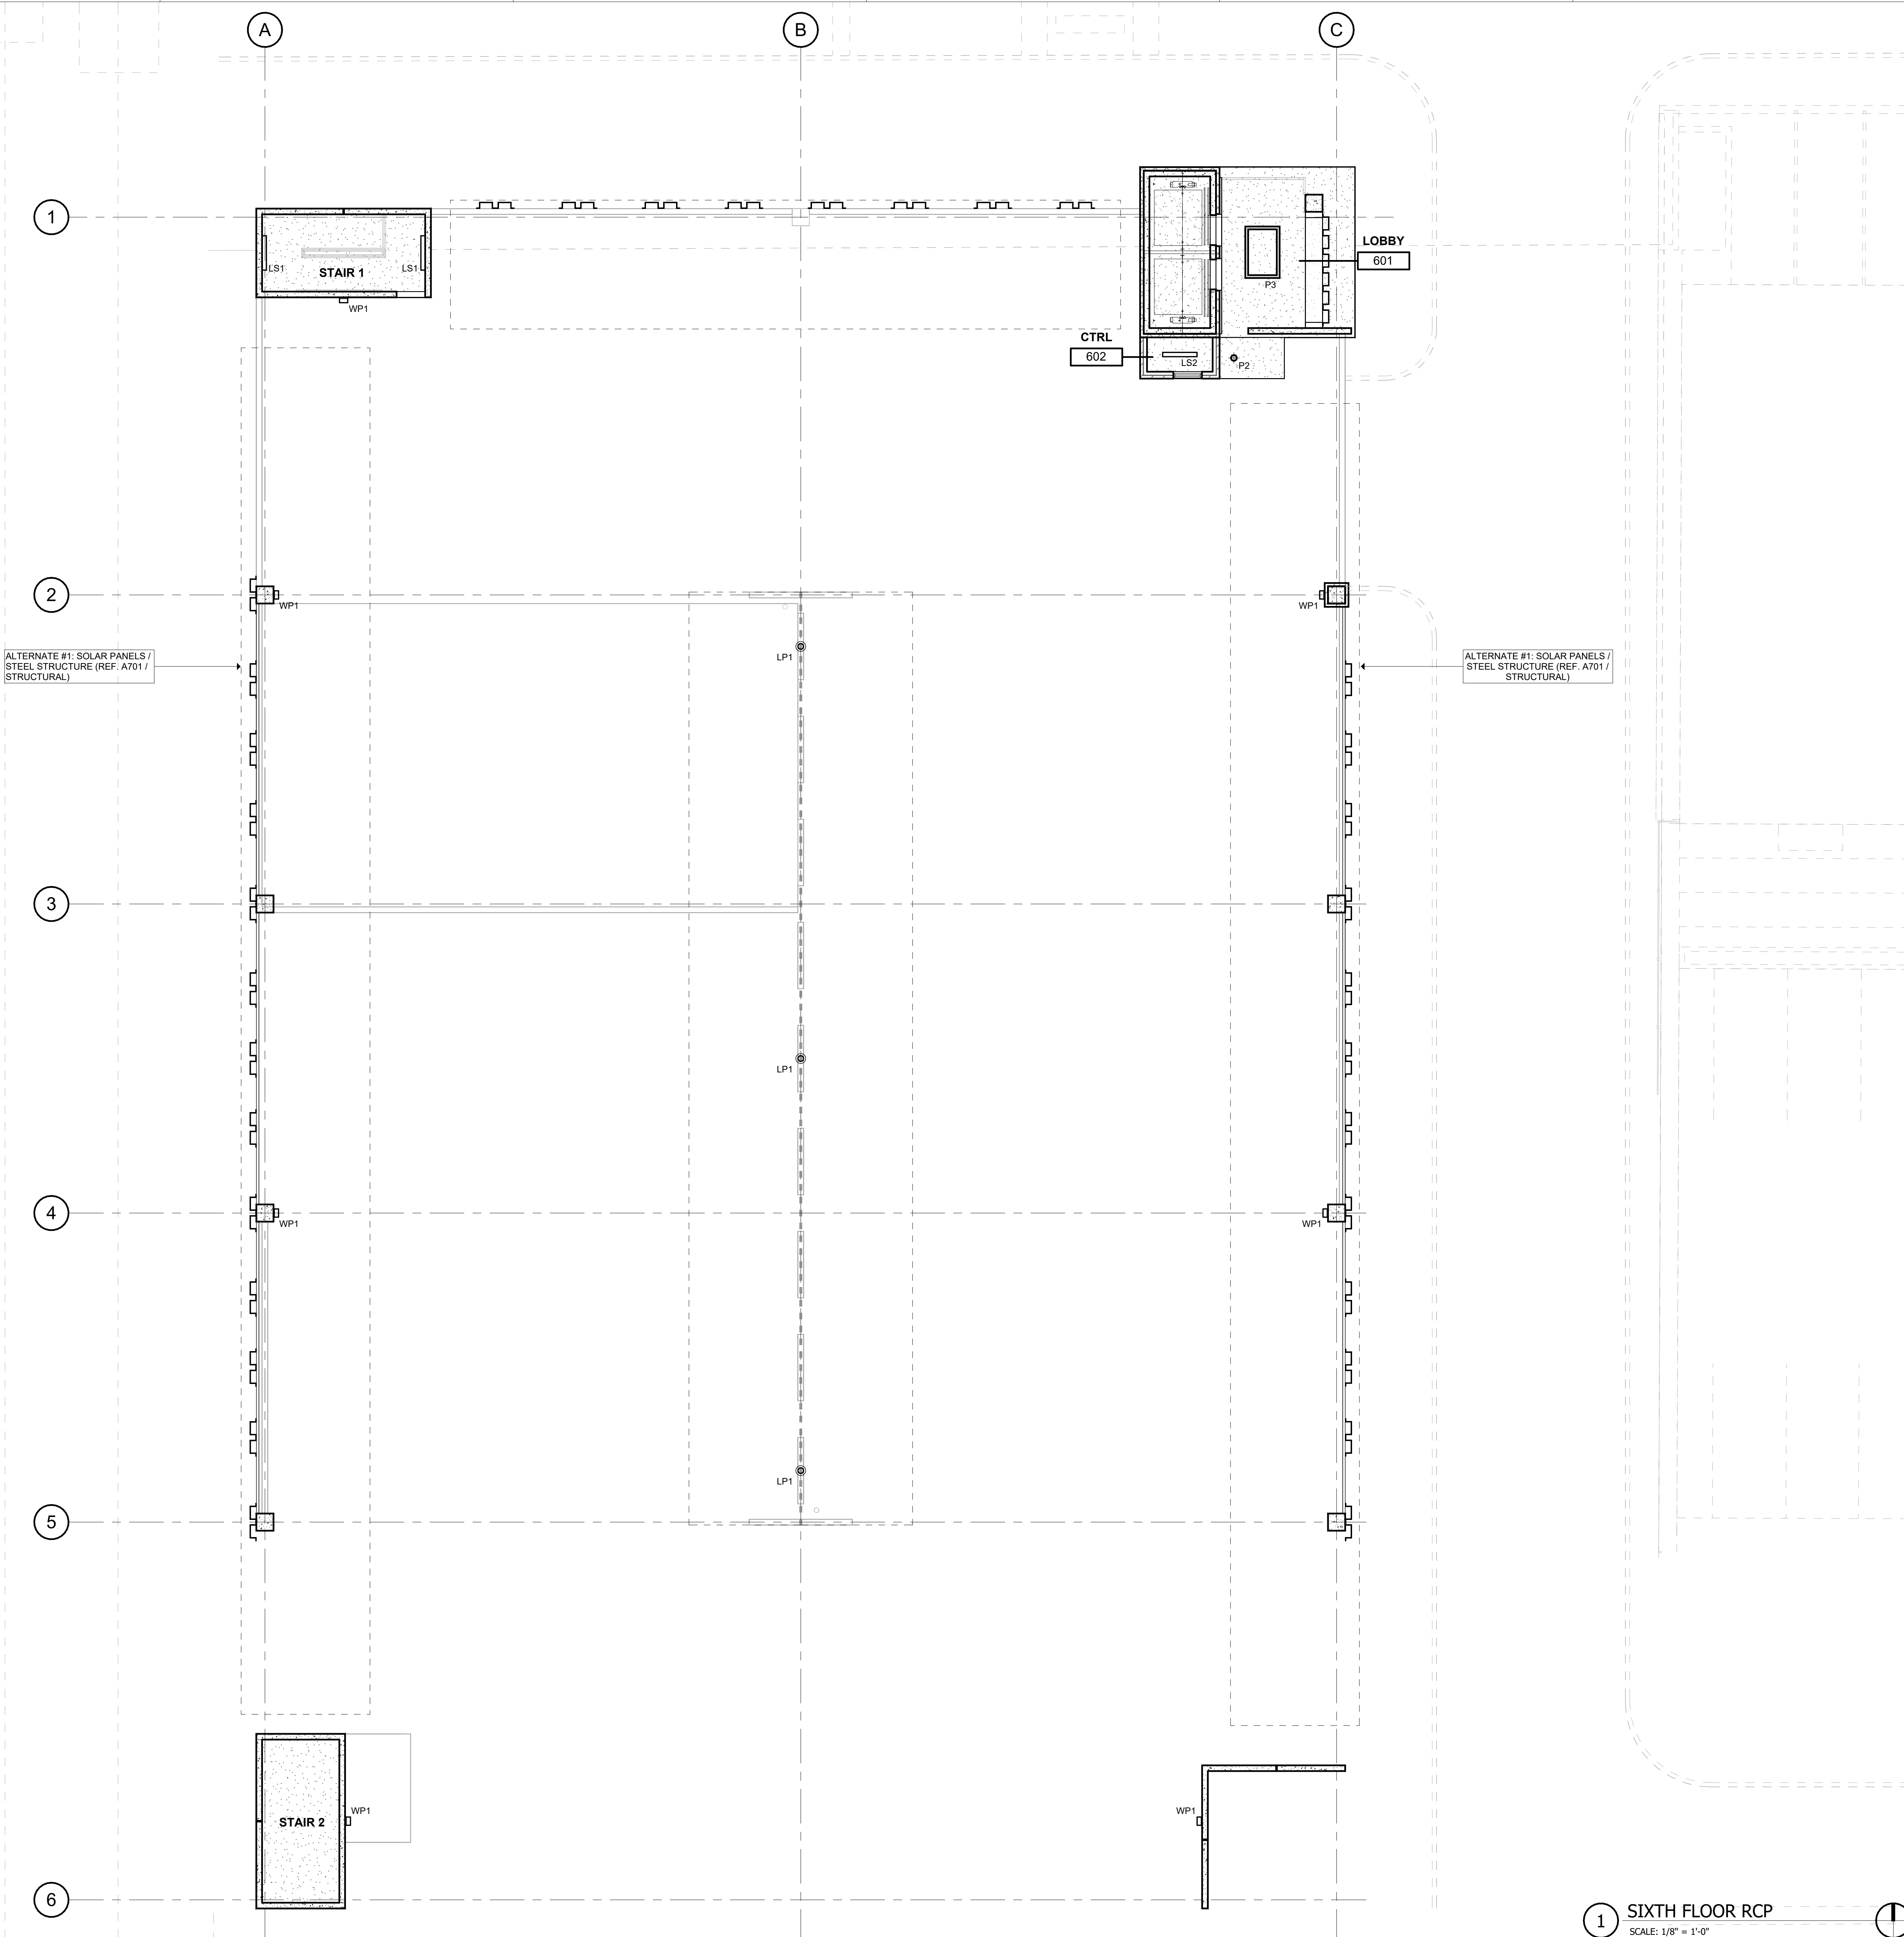 A
B
C
1
LOBBY
601
LS1
STAIR 1
LS1
P3
WP1
CTRL
602
LS2
P2
2
WP1
WP1
ALTERNATE #1: SOLAR PANELS /
STEEL STRUCTURE (REF. A701 /
STRUCTURAL)
LP1
ALTERNATE #1: SOLAR PANELS /
STEEL STRUCTURE (REF. A701 /
STRUCTURAL)
3
LP1
4
WP1
WP1
LP1
5
STAIR 2
WP1
WP1
6
1
SIXTH FLOOR RCP
SCALE: 1/8" = 1'-0"